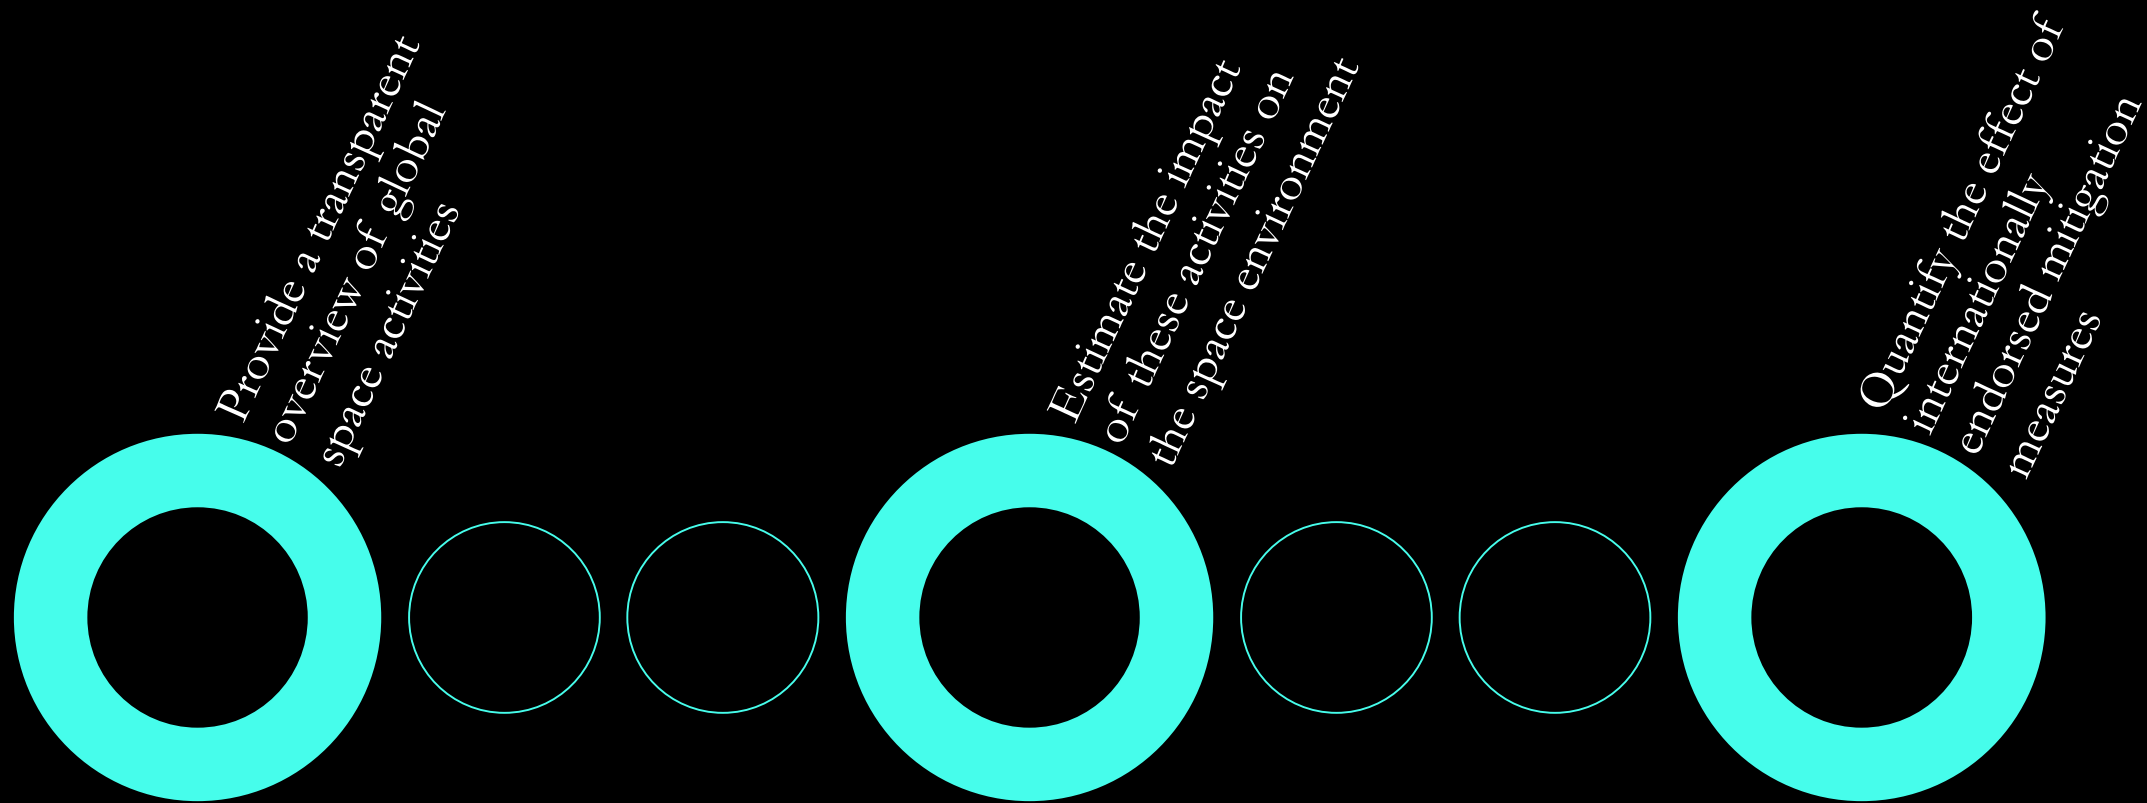 Provide a transparent
overview of global
space activities
Estimate the impact
of these activities on
the space environment
Quantify the effect of
internationally
endorsed mitigation
measures